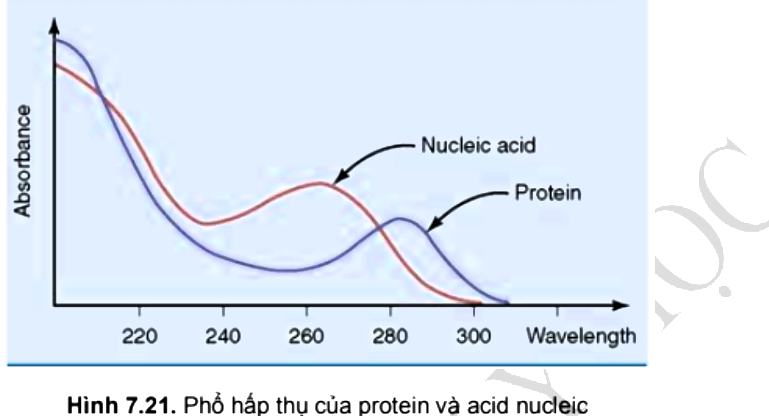 Absorbance
Nucleic acid
Protein
220 240 260 280 300 Wavelength
Hình 7.21. Phổ hấp thụ của protein và acid nucleic